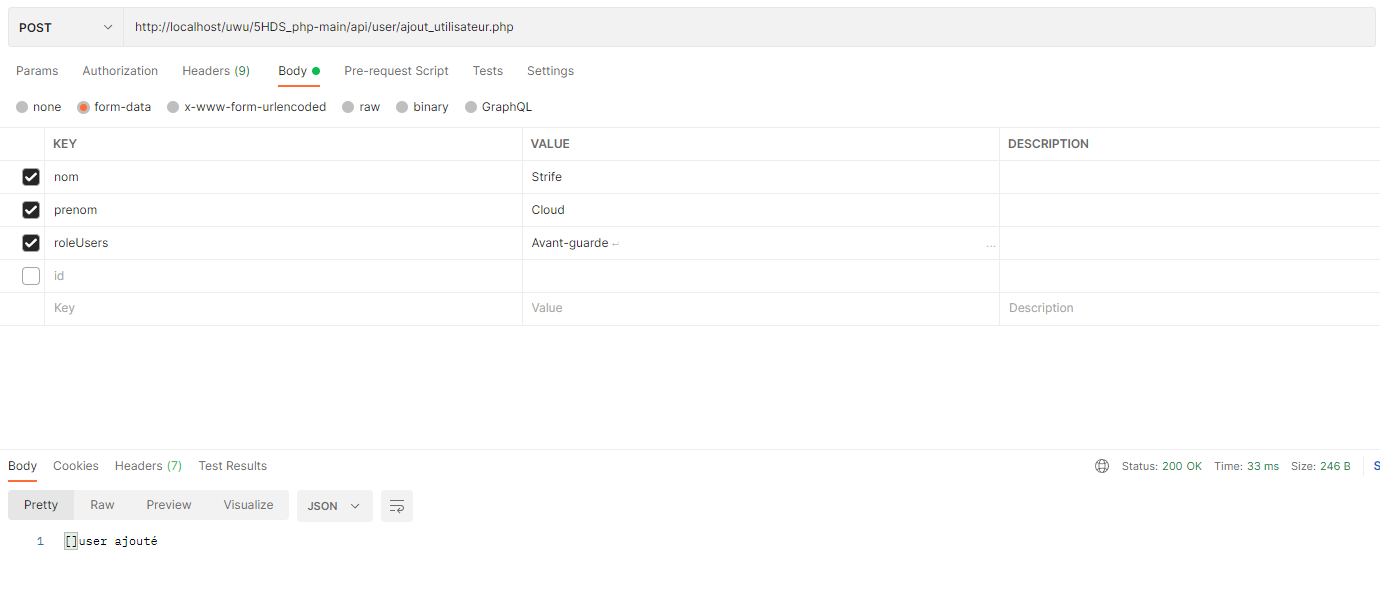 POST http://localhost/uwu/5HDS_php-main/api/user/ajout_utilisateur.php
Params Authorization Headers (9) Body Pre-request Script Tests Settings
none form-data x-www-form-urlencoded raw binary GraphQL
KEY VALUE DESCRIPTION
nom Strife
prenom Cloud
roleUsers Avant-guarde ↵ ...
id
Key Value Description
Body Cookies Headers (7) Test Results Status: 200 OK Time: 33 ms Size: 246 B S
Pretty Raw Preview Visualize JSON
1 []user ajouté